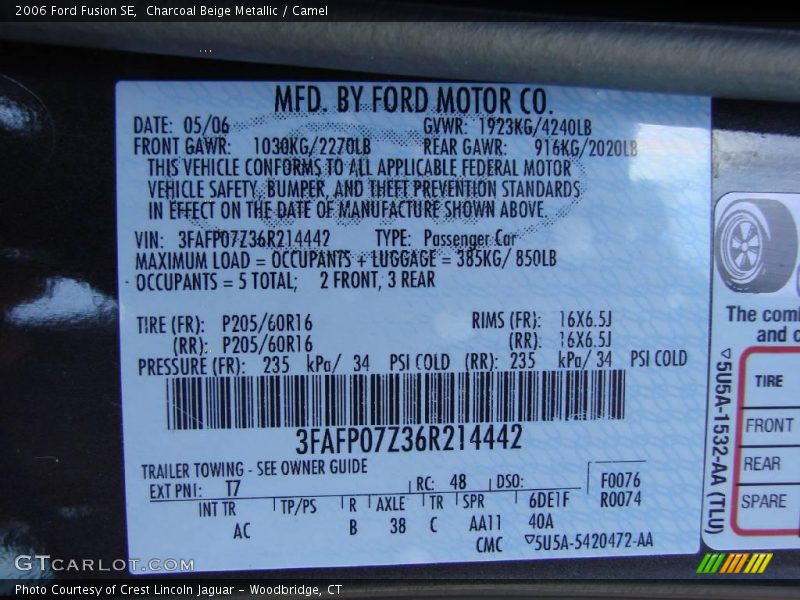 2006 Ford Fusion SE, Charcoal Beige Metallic / Camel
MFD. BY FORD MOTOR CO.
DATE: 05/06 GVWR: 1923KG/4240LB
FRONT GAWR: 1030KG/2270LB REAR GAWR: 916KG/2020LB
THIS VEHICLE CONFORMS TO ALL APPLICABLE FEDERAL MOTOR
VEHICLE SAFETY, BUMPER, AND THEFT PREVENTION STANDARDS
IN EFFECT ON THE DATE OF MANUFACTURE SHOWN ABOVE.
VIN: 3FAFP07Z36R214442 TYPE: Passenger Car
MAXIMUM LOAD = OCCUPANTS + LUGGAGE = 385KG/ 850LB
OCCUPANTS = 5 TOTAL; 2 FRONT, 3 REAR
TIRE (FR): P205/60R16 RIMS (FR): 16X6.5J
(RR): P205/60R16 (RR): 16X6.5J
PRESSURE (FR): 235 kPa/ 34 PSI COLD (RR): 235 kPa/ 34 PSI COLD
3FAFP07Z36R214442
TRAILER TOWING - SEE OWNER GUIDE
EXT PNT: T7 RC: 48 DSO: F0076
INT TR TP/PS R AXLE TR SPR 6DE1F R0074
AC B 38 C AA11 40A
CMC 5U5A-5420472-AA
The com
and c
TIRE
FRONT
REAR
SPARE
5U5A-1532-AA (TLU)
GTCARLOT.COM
Photo Courtesy of Crest Lincoln Jaguar - Woodbridge, CT